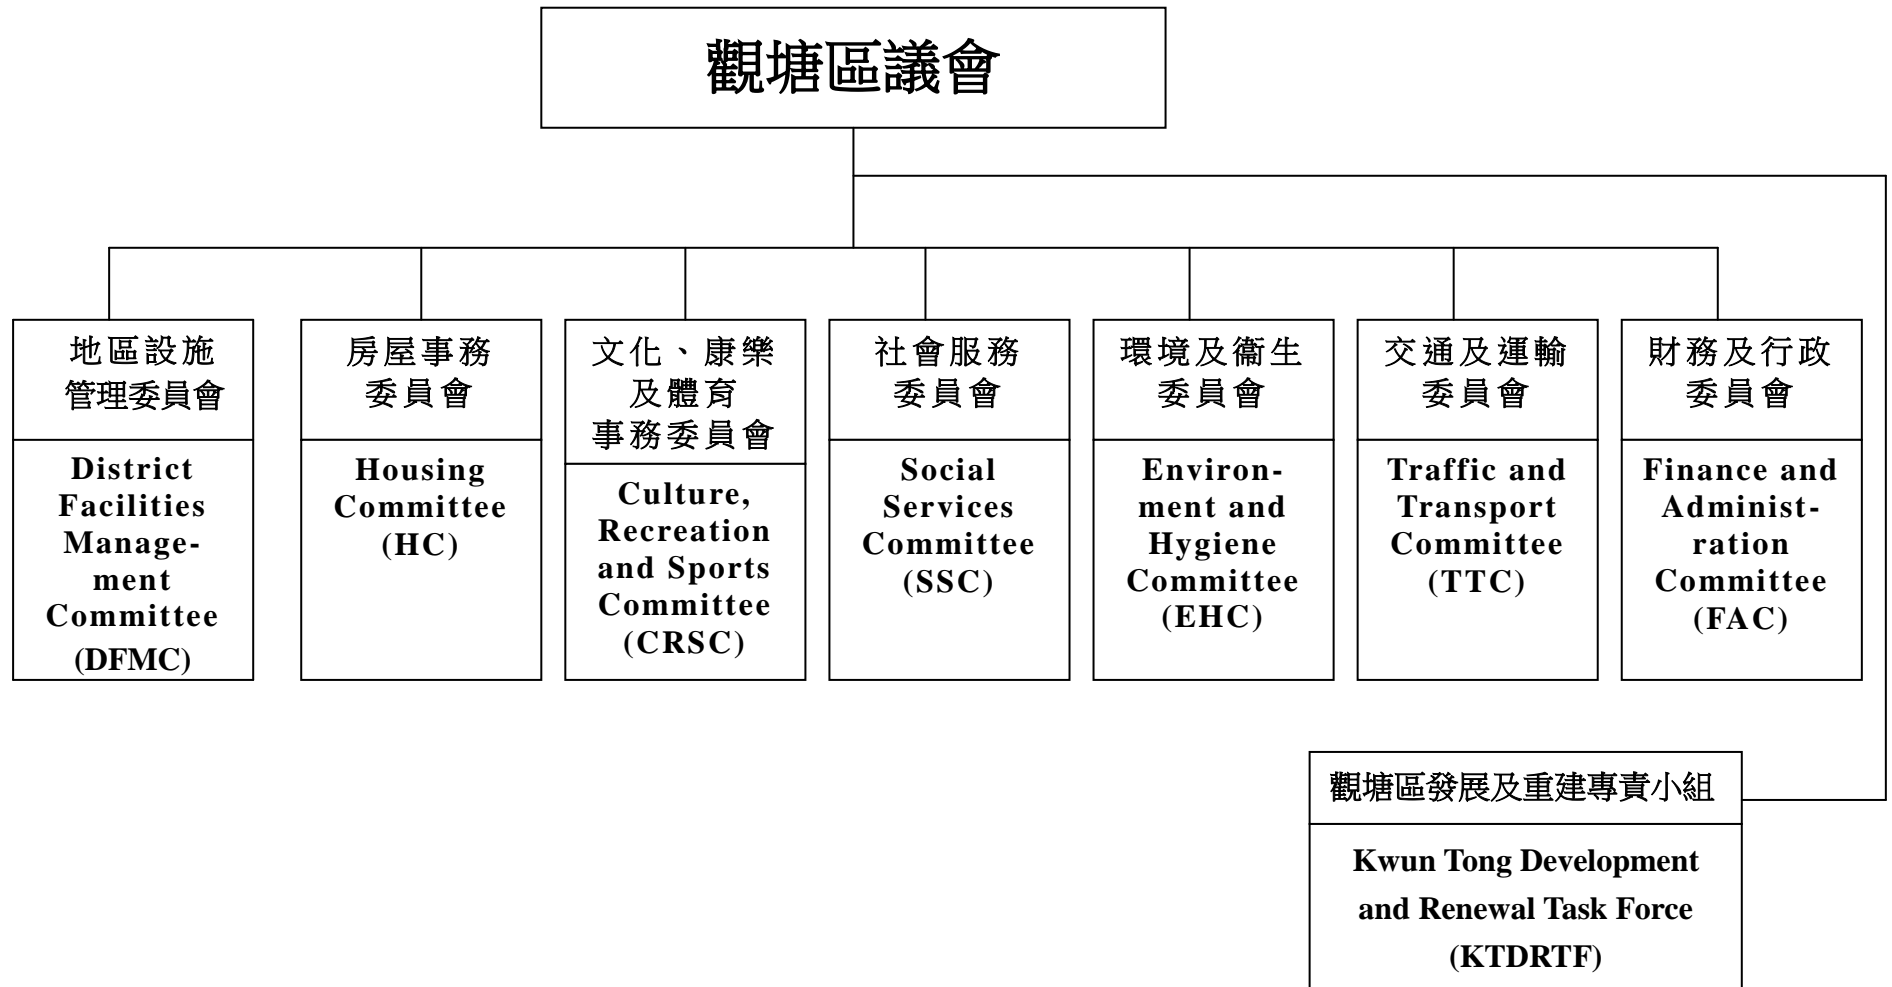 觀塘區議會
地區設施
管理委員會
District
Facilities
Manage-
ment
Committee
(DFMC)
房屋事務
委員會
Housing
Committee
(HC)
文化、康樂
及體育
事務委員會
Culture,
Recreation
and Sports
Committee
(CRSC)
社會服務
委員會
Social
Services
Committee
(SSC)
環境及衞生
委員會
Environ-
ment and
Hygiene
Committee
(EHC)
交通及運輸
委員會
Traffic and
Transport
Committee
(TTC)
財務及行政
委員會
Finance and
Administ-
ration
Committee
(FAC)
觀塘區發展及重建專責小組
Kwun Tong Development
and Renewal Task Force
(KTDRTF)